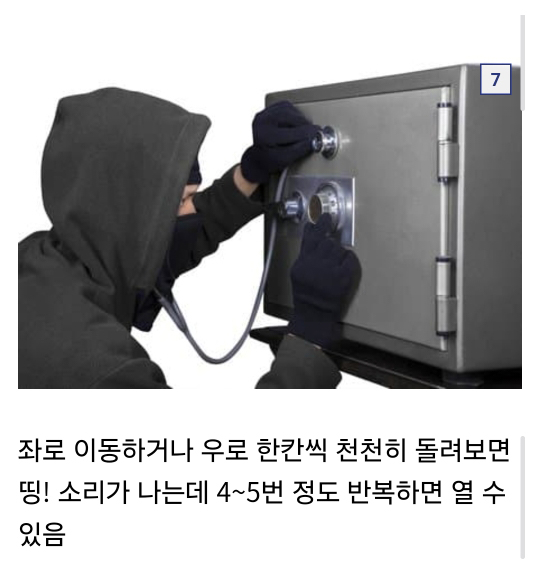 7
좌로 이동하거나 우로 한칸씩 천천히 돌려보면
띵! 소리가 나는데 4~5번 정도 반복하면 열 수
있음